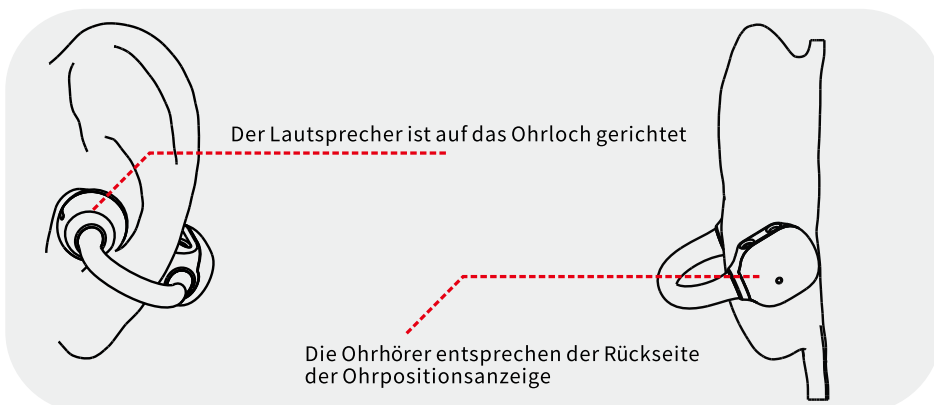 Der Lautsprecher ist auf das Ohrloch gerichtet
Die Ohrhörer entsprechen der Rückseite
der Ohrpositionsanzeige